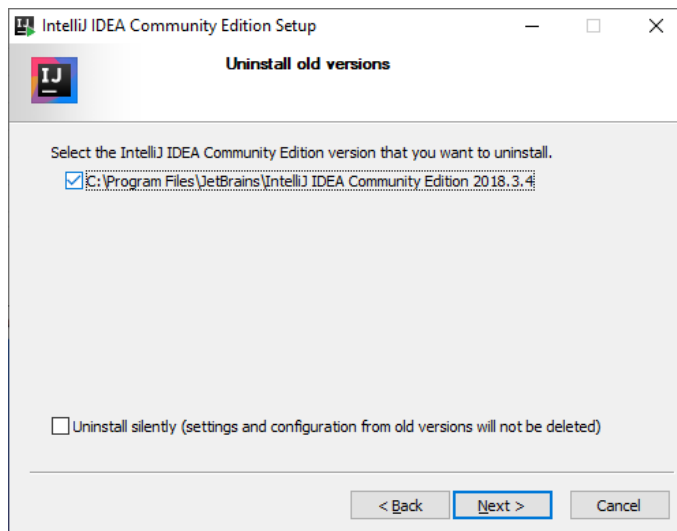 IntelliJ IDEA Community Edition Setup
IJ
Uninstall old versions
Select the IntelliJ IDEA Community Edition version that you want to uninstall.
C:\Program Files\JetBrains\IntelliJ IDEA Community Edition 2018.3.4
Uninstall silently (settings and configuration from old versions will not be deleted)
< Back
Next >
Cancel